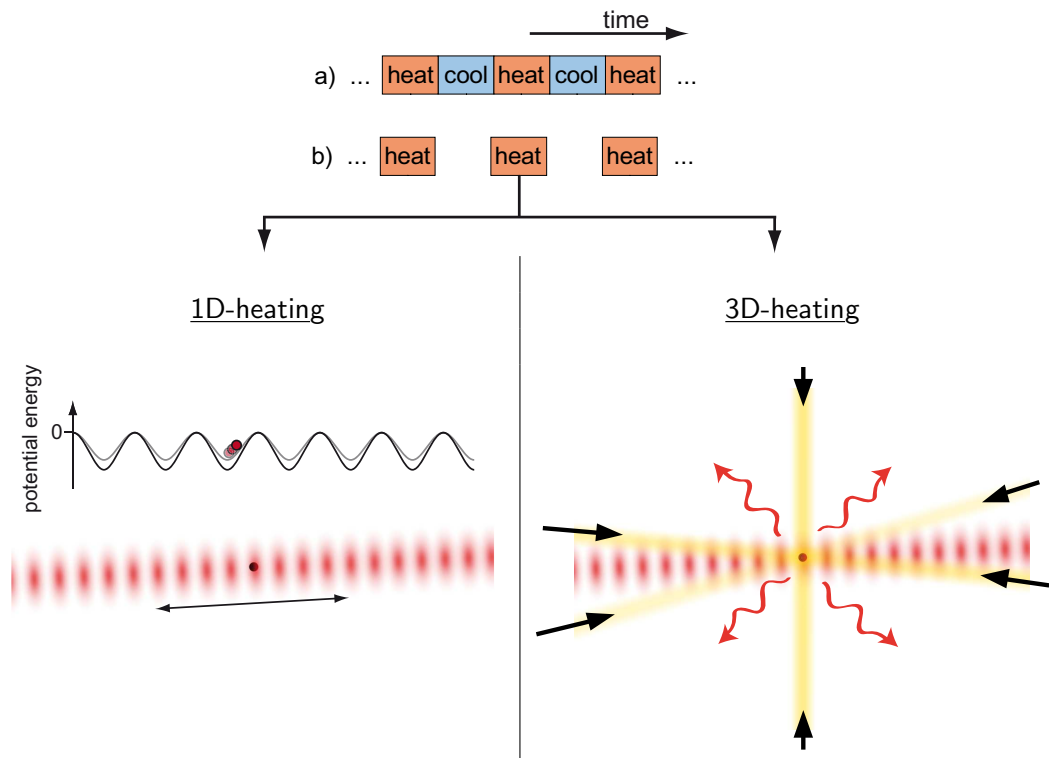 time
a) ... heat cool heat cool heat ...
b) ... heat heat heat ...
1D-heating
3D-heating
potential energy
0